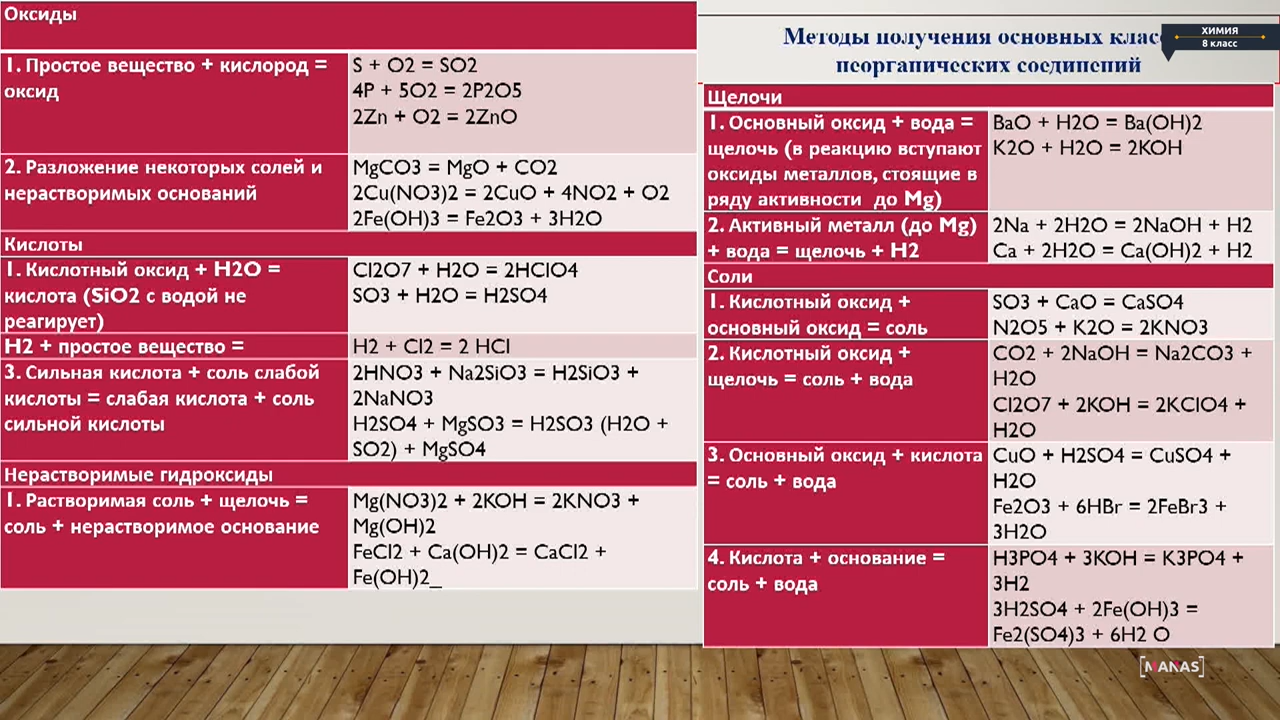 Оксиды
1. Простое вещество + кислород =
оксид
S + O2 = SO2
4P + 5O2 = 2P2O5
2Zn + O2 = 2ZnO
2. Разложение некоторых солей и
нерастворимых оснований
MgCO3 = MgO + CO2
2Cu(NO3)2 = 2CuO + 4NO2 + O2
2Fe(OH)3 = Fe2O3 + 3H2O
Кислоты
1. Кислотный оксид + H2O =
кислота (SiO2 с водой не
реагирует)
Cl2O7 + H2O = 2HClO4
SO3 + H2O = H2SO4
H2 + простое вещество =
H2 + Cl2 = 2 HCl
3. Сильная кислота + соль слабой
кислоты = слабая кислота + соль
сильной кислоты
2HNO3 + Na2SiO3 = H2SiO3 +
2NaNO3
H2SO4 + MgSO3 = H2SO3 (H2O +
SO2) + MgSO4
Нерастворимые гидроксиды
1. Растворимая соль + щелочь =
соль + нерастворимое основание
Mg(NO3)2 + 2KOH = 2KNO3 +
Mg(OH)2
FeCl2 + Ca(OH)2 = CaCl2 +
Fe(OH)2_
Методы получения основных
неорганических соединений
ХИМИЯ
8 класс
Щелочи
1. Основный оксид + вода =
щелочь (в реакцию вступают
оксиды металлов, стоящие в
ряду активности до Mg)
BaO + H2O = Ba(OH)2
K2O + H2O = 2KOH
2. Активный металл (до Mg)
+ вода = щелочь + H2
2Na + 2H2O = 2NaOH + H2
Ca + 2H2O = Ca(OH)2 + H2
Соли
1. Кислотный оксид +
основный оксид = соль
SO3 + CaO = CaSO4
N2O5 + K2O = 2KNO3
2. Кислотный оксид +
щелочь = соль + вода
CO2 + 2NaOH = Na2CO3 +
H2O
Cl2O7 + 2KOH = 2KClO4 +
H2O
3. Основный оксид + кислота
= соль + вода
CuO + H2SO4 = CuSO4 +
H2O
Fe2O3 + 6HBr = 2FeBr3 +
3H2O
4. Кислота + основание =
соль + вода
H3PO4 + 3KOH = K3PO4 +
3H2
3H2SO4 + 2Fe(OH)3 =
Fe2(SO4)3 + 6H2 O
[MANAS]